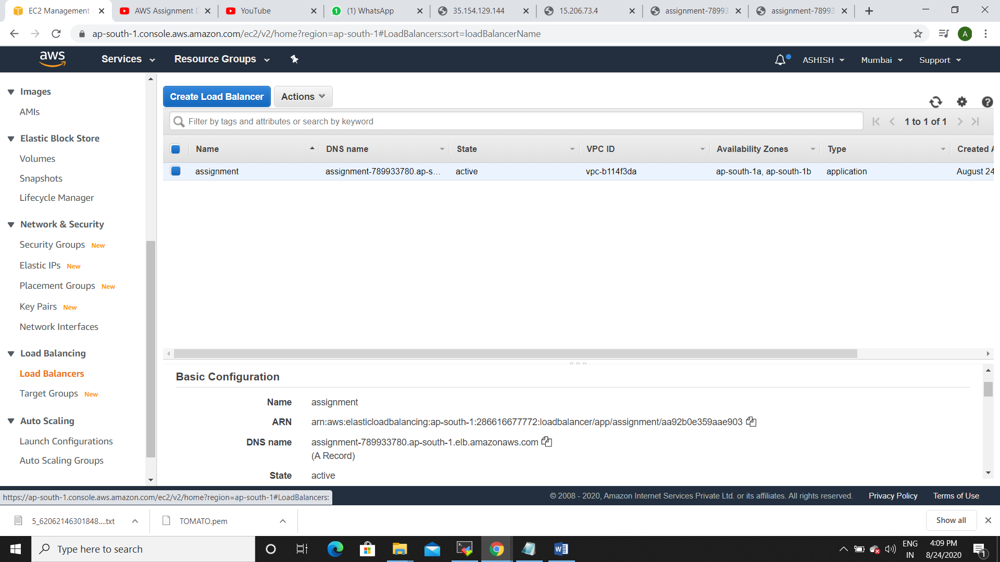 EC2 Management
AWS Assignment D
YouTube
(1) WhatsApp
35.154.129.144
15.206.73.4
assignment-78993
assignment-78993
ap-south-1.console.aws.amazon.com/ec2/v2/home?region=ap-south-1#LoadBalancers:sort=loadBalancerName
A
aws
Services
Resource Groups
ASHISH
Mumbai
Support
Images
AMIs
Elastic Block Store
Volumes
Snapshots
Lifecycle Manager
Network & Security
Security Groups New
Elastic IPs New
Placement Groups New
Key Pairs New
Network Interfaces
Load Balancing
Load Balancers
Target Groups New
Auto Scaling
Launch Configurations
Auto Scaling Groups
Create Load Balancer
Actions
Filter by tags and attributes or search by keyword
1 to 1 of 1
Name DNS name State VPC ID Availability Zones Type Created A
assignment assignment-789933780.ap-s... active vpc-b114f3da ap-south-1a, ap-south-1b application August 24
Basic Configuration
Name assignment
ARN arn:aws:elasticloadbalancing:ap-south-1:286616677772:loadbalancer/app/assignment/aa92b0e359aae903
DNS name assignment-789933780.ap-south-1.elb.amazonaws.com
(A Record)
State active
https://ap-south-1.console.aws.amazon.com/ec2/v2/home?region=ap-south-1#LoadBalancers:
© 2008 - 2020, Amazon Internet Services Private Ltd. or its affiliates. All rights reserved.
Privacy Policy
Terms of Use
5_62062146301848....txt
TOMATO.pem
Show all
Type here to search
ENG
IN
4:09 PM
8/24/2020
1